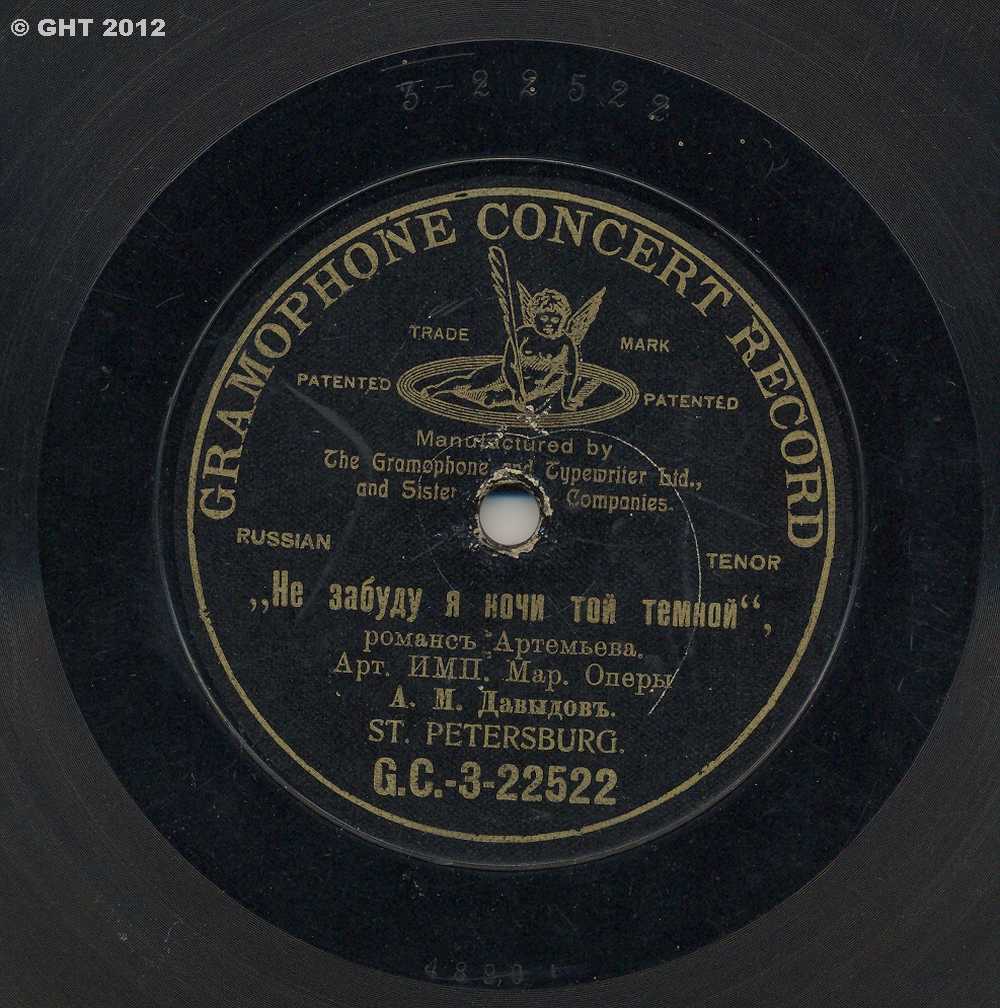 © GHT 2012
3-22522
GRAMOPHONE CONCERT RECORD
TRADE MARK
PATENTED PATENTED
Manufactured by
The Gramophone and Typewriter Ltd.,
and Sister Companies.
RUSSIAN TENOR
„Не забуду я ночи той темной“,
романсъ Артемьева.
Арт. ИМП. Мар. Оперы
А. М. Давыдовъ.
ST. PETERSBURG.
G.C.-3-22522